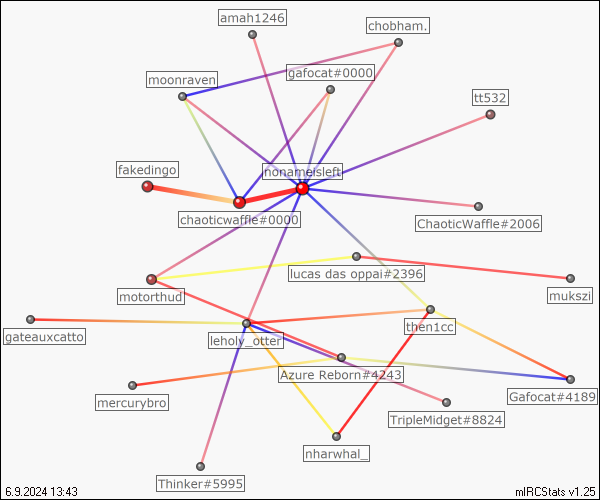 amah1246
chobham.
gafocat#0000
moonraven
tt532
fakedingo
nonameisleft
chaoticwaffle#0000
ChaoticWaffle#2006
lucas das oppai#2396
motorthud
mukszi
then1cc
gateauxcatto
leholy_otter
Azure Reborn#4243
mercurybro
Gafocat#4189
TripleMidget#8824
nharwhal_
Thinker#5995
6.9.2024 13:43
mIRCStats v1.25